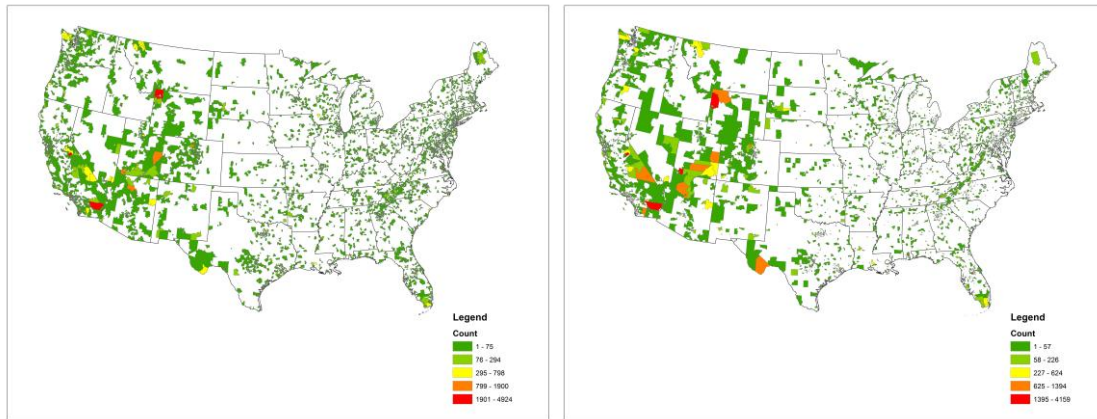 Legend
Count
1 - 75
76 - 294
295 - 798
799 - 1900
1901 - 4924
Legend
Count
1 - 57
58 - 226
227 - 624
625 - 1394
1395 - 4159